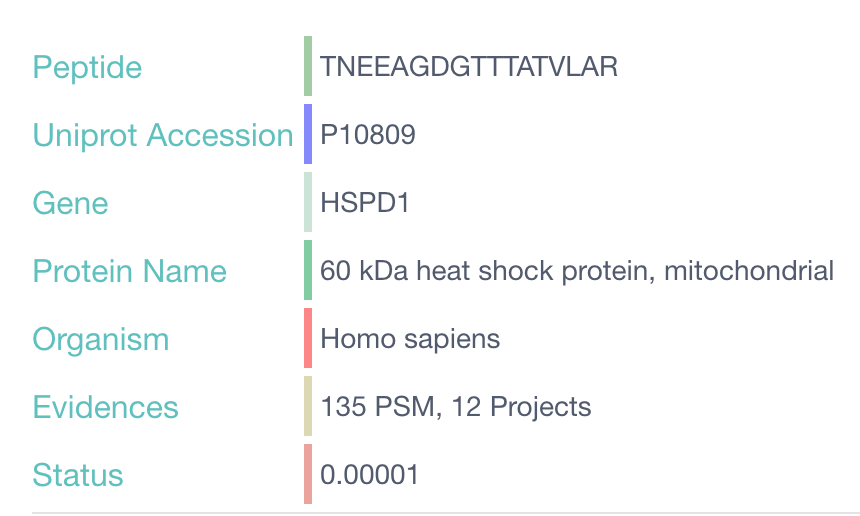 Peptide TNEEAGDGTTTATVLAR
Uniprot Accession P10809
Gene HSPD1
Protein Name 60 kDa heat shock protein, mitochondrial
Organism Homo sapiens
Evidences 135 PSM, 12 Projects
Status 0.00001